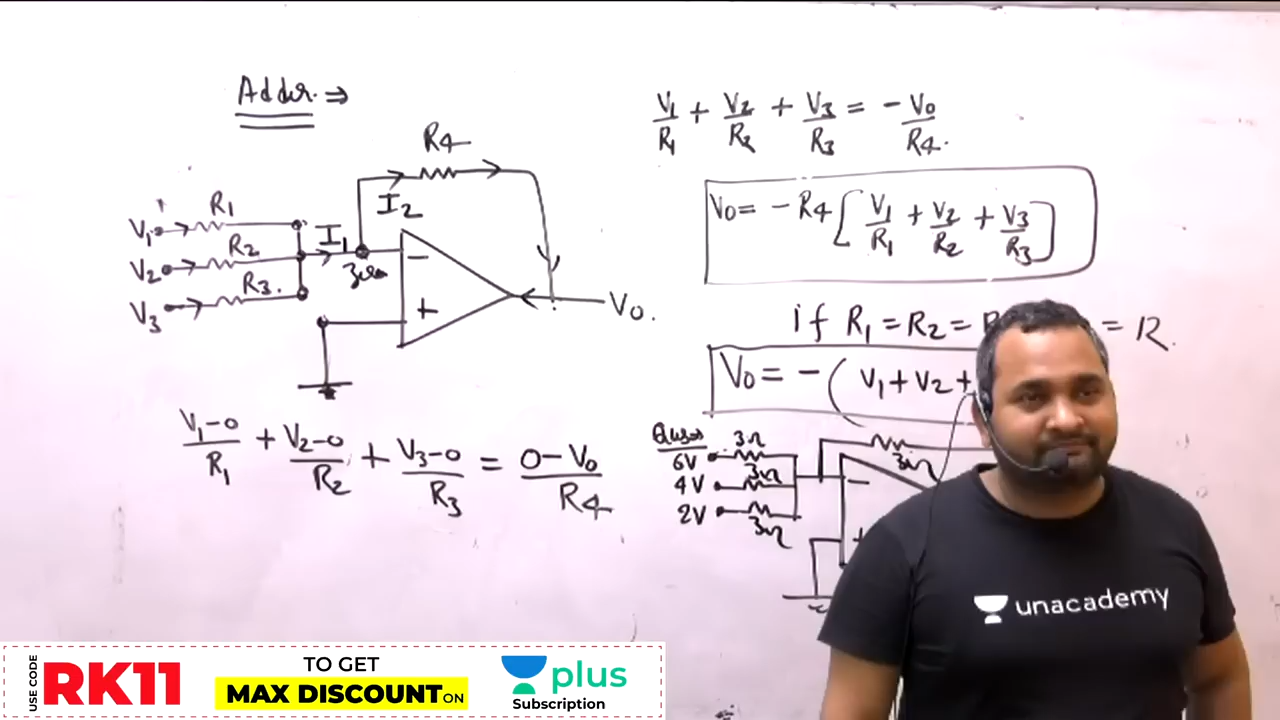 Adder ⇒
R4
I2
V1
R1
V2
R2
V3
R3
I1
zero
−
+
V0
V1-0/R1 + V2-0/R2 + V3-0/R3 = 0-V0/R4
V1/R1 + V2/R2 + V3/R3 = -V0/R4
V0 = -R4 [V1/R1 + V2/R2 + V3/R3]
if R1 = R2 = = R
V0 = -(V1 + V2 +
6V 3Ω
4V 3Ω
2V 3Ω
3Ω
−
+
unacademy
USE CODE
RK11
TO GET
MAX DISCOUNT ON
plus
Subscription